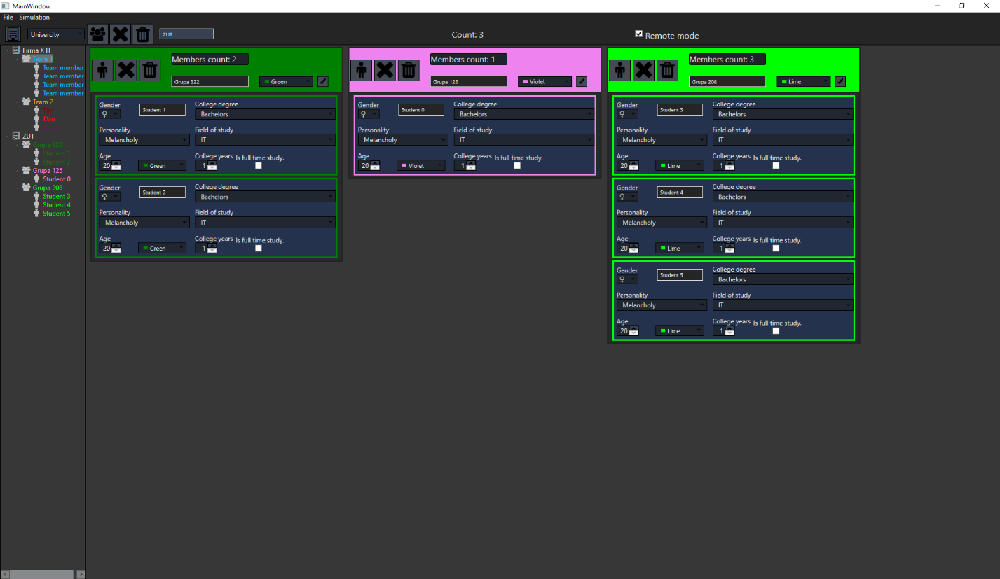 MainWindow
File Simulation
Univercity
ZUT
Count: 3
Remote mode
Firma X IT
Team 1
Team member
Team member
Team member
Team member
Team 2
Dan
ZUT
Grupa 322
Student 1
Student 2
Grupa 125
Student 0
Grupa 208
Student 3
Student 4
Student 5
Members count: 2
Grupa 322
Green
Gender
Student 1
College degree
Bachelors
Personality
Melancholy
Field of study
IT
Age
20
Green
College years
1
Is full time study.
Gender
Student 2
College degree
Bachelors
Personality
Melancholy
Field of study
IT
Age
20
Green
College years
1
Is full time study.
Members count: 1
Grupa 125
Violet
Gender
Student 0
College degree
Bachelors
Personality
Melancholy
Field of study
IT
Age
20
Violet
College years
1
Is full time study.
Members count: 3
Grupa 208
Lime
Gender
Student 3
College degree
Bachelors
Personality
Melancholy
Field of study
IT
Age
20
Lime
College years
1
Is full time study.
Gender
Student 4
College degree
Bachelors
Personality
Melancholy
Field of study
IT
Age
20
Lime
College years
1
Is full time study.
Gender
Student 5
College degree
Bachelors
Personality
Melancholy
Field of study
IT
Age
20
Lime
College years
1
Is full time study.